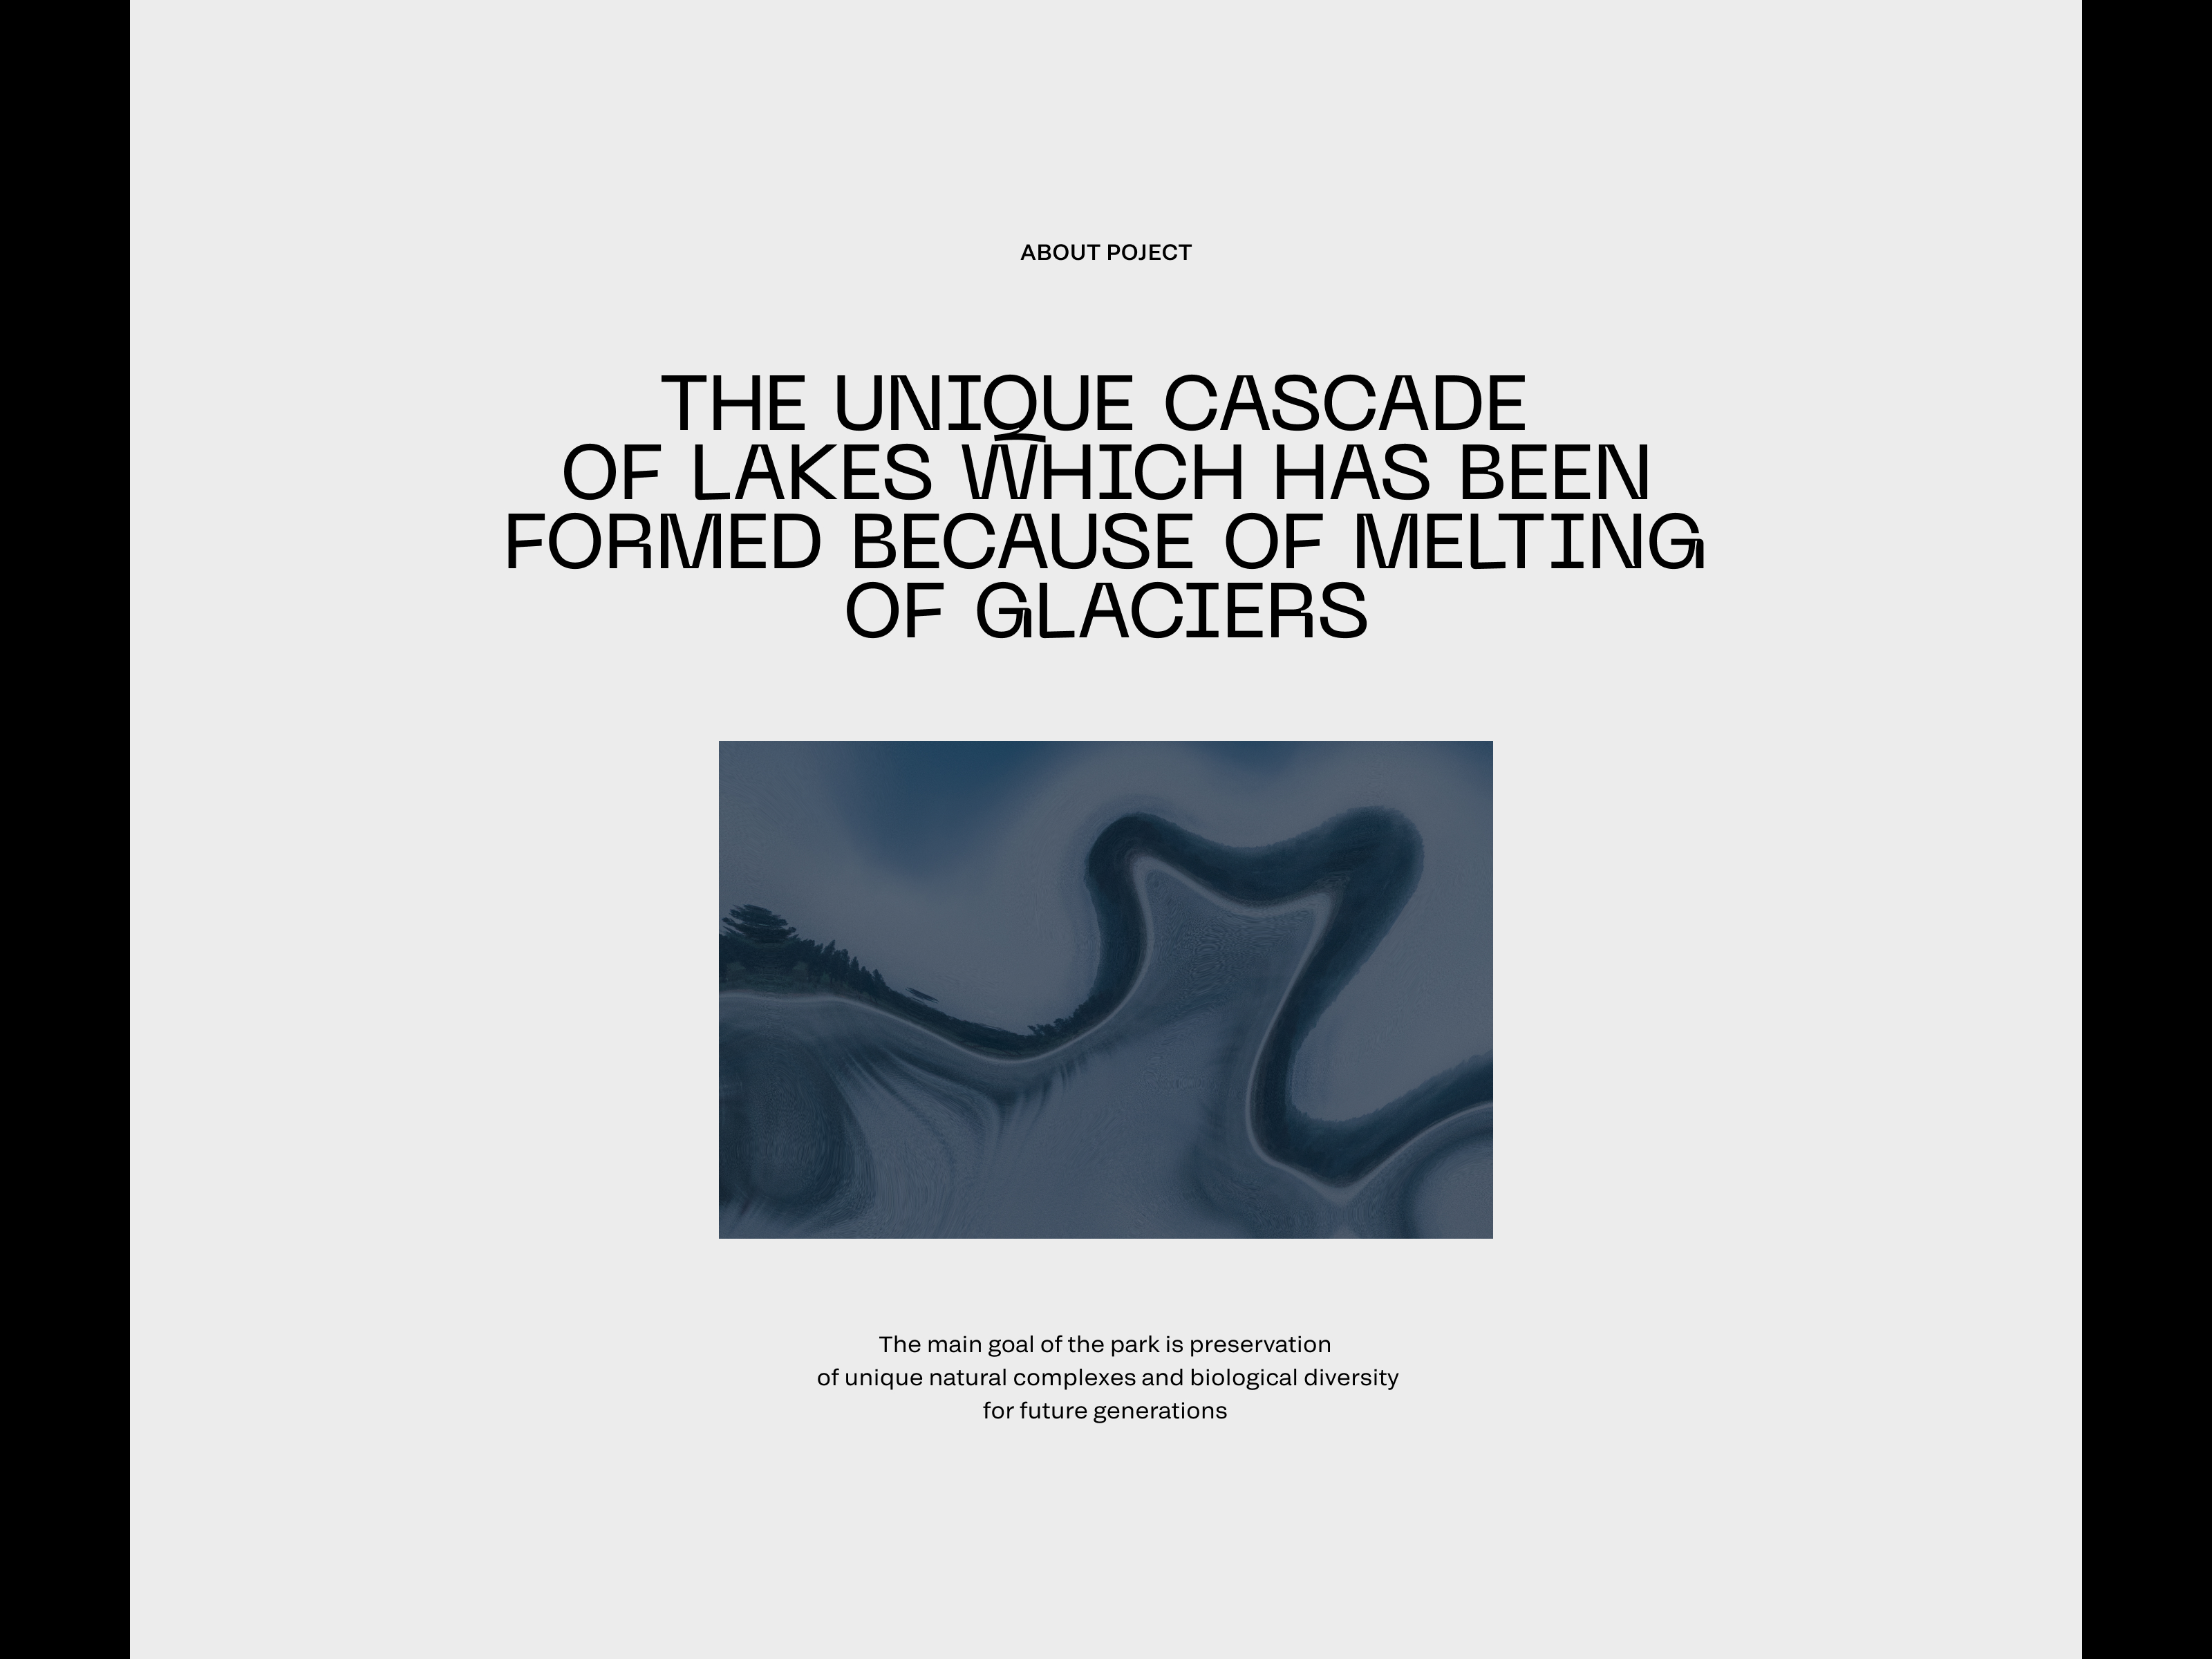 ABOUT POJECT
THE UNIQUE CASCADE
OF LAKES WHICH HAS BEEN
FORMED BECAUSE OF MELTING
OF GLACIERS
The main goal of the park is preservation
of unique natural complexes and biological diversity
for future generations